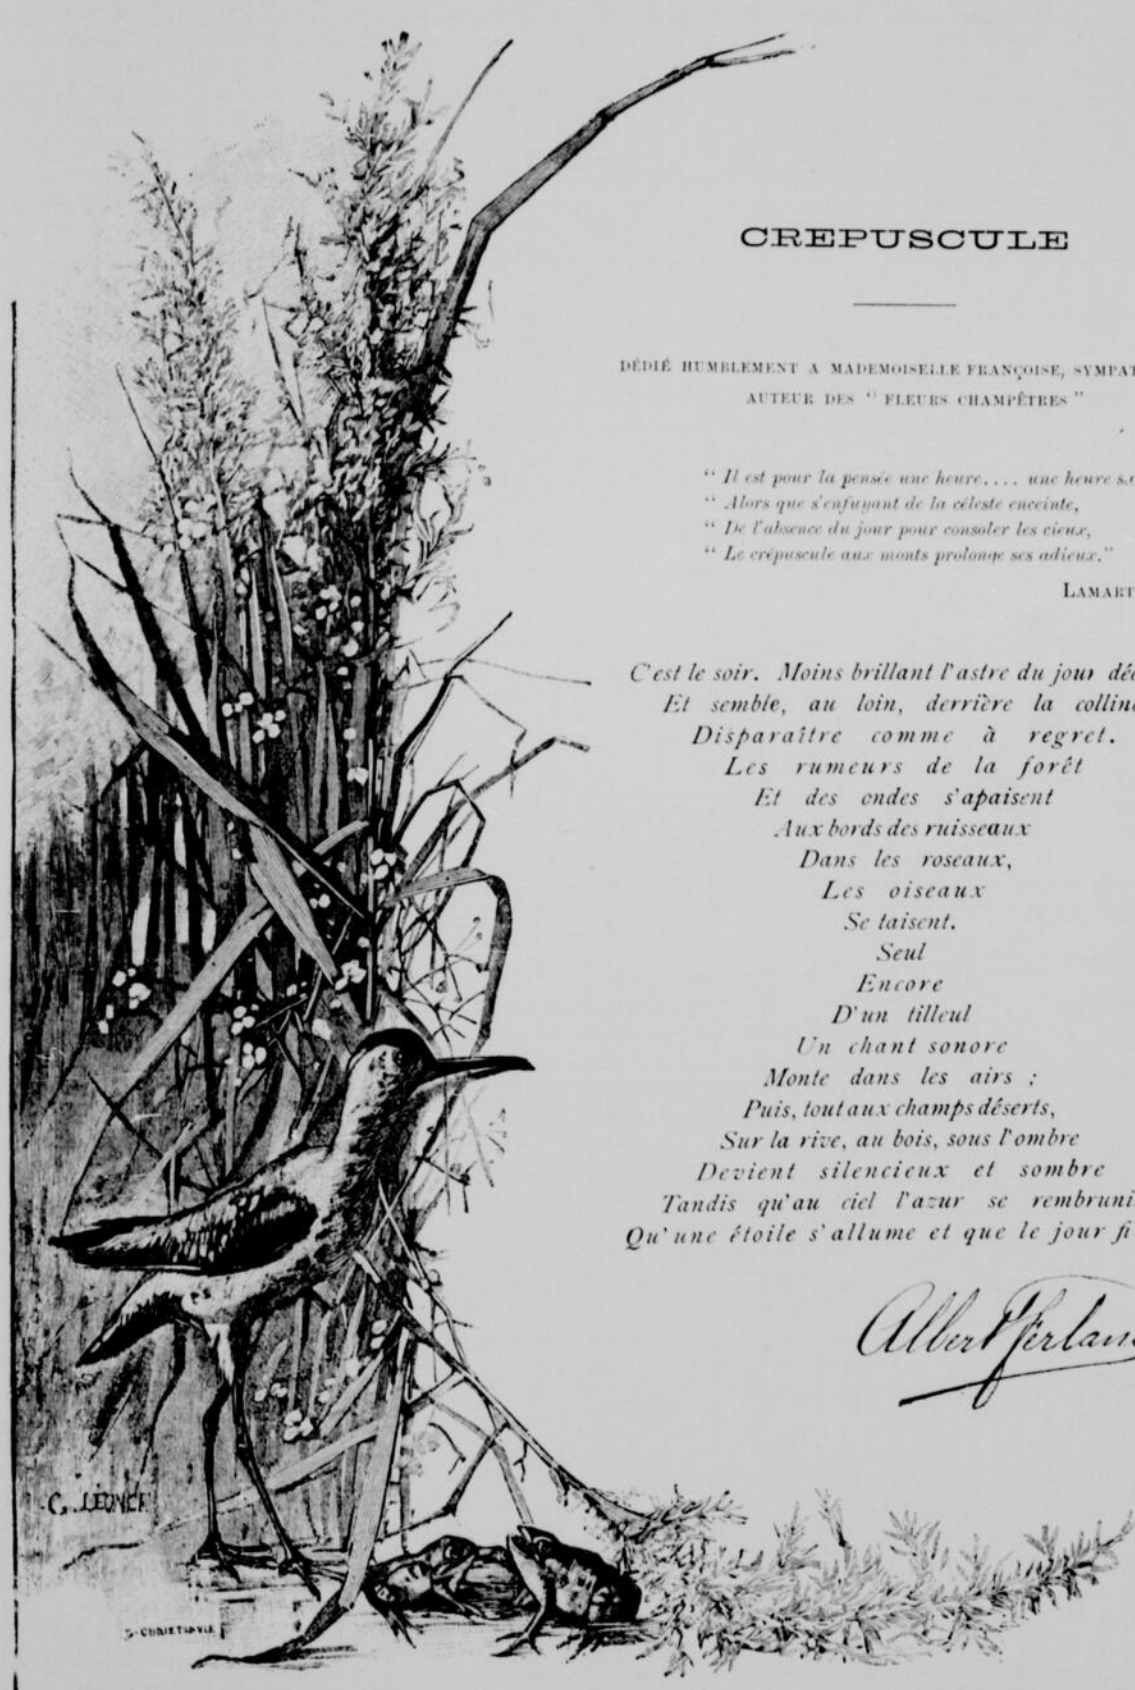 CREPUSCULE
DÉDIÉ HUMBLEMENT A MADEMOISELLE FRANÇOISE, SYMPAT
AUTEUR DES “ FLEURS CHAMPÊTRES ”
“ Il est pour la pensée une heure.... une heure s
“ Alors que s'enfuyant de la céleste enceinte,
“ De l'absence du jour pour consoler les cieux,
“ Le crépuscule aux monts prolonge ses adieux.”
LAMART
C'est le soir. Moins brillant l'astre du jour déc
Et semble, au loin, derrière la colline
Disparaître comme à regret.
Les rumeurs de la forêt
Et des ondes s'apaisent
Aux bords des ruisseaux
Dans les roseaux,
Les oiseaux
Se taisent.
Seul
Encore
D'un tilleul
Un chant sonore
Monte dans les airs ;
Puis, tout aux champs déserts,
Sur la rive, au bois, sous l'ombre
Devient silencieux et sombre
Tandis qu'au ciel l'azur se rembruni
Qu'une étoile s'allume et que le jour fi
Albert Ferlan
G. LEONCE